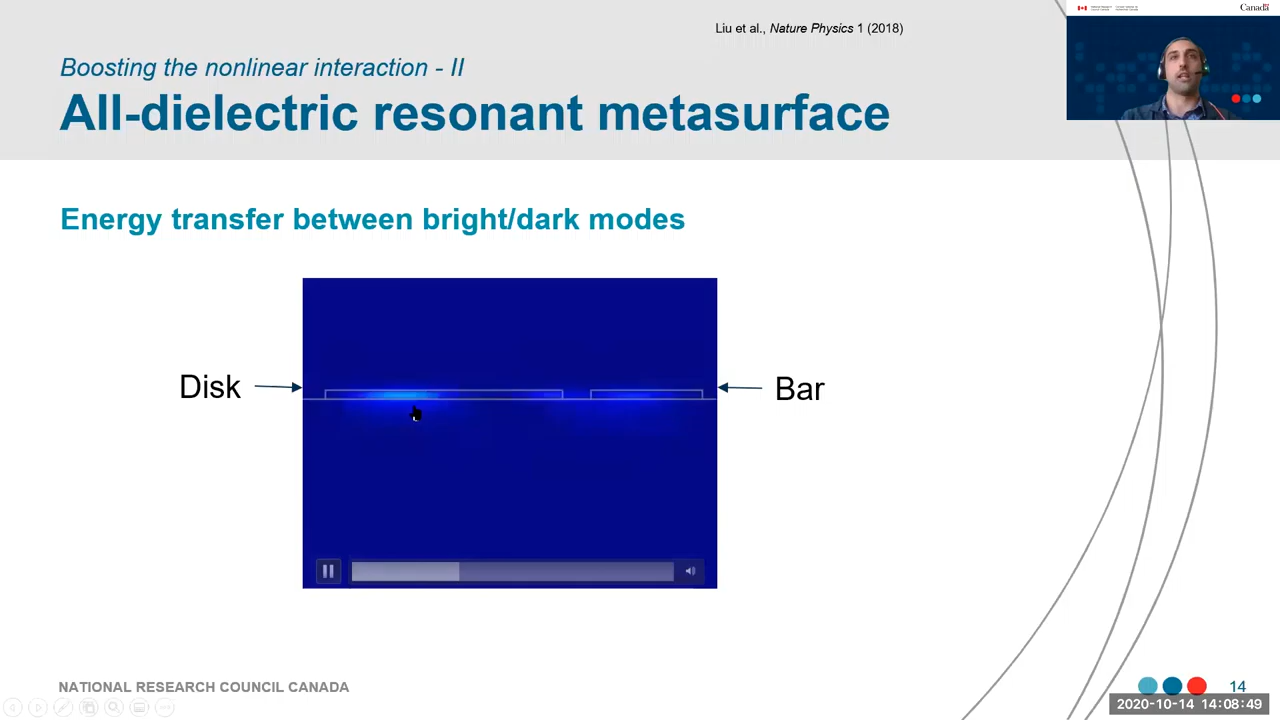 Liu et al., Nature Physics 1 (2018)
Canada
Boosting the nonlinear interaction - II
All-dielectric resonant metasurface
Energy transfer between bright/dark modes
Disk
Bar
NATIONAL RESEARCH COUNCIL CANADA
14
2020-10-14 14:08:49